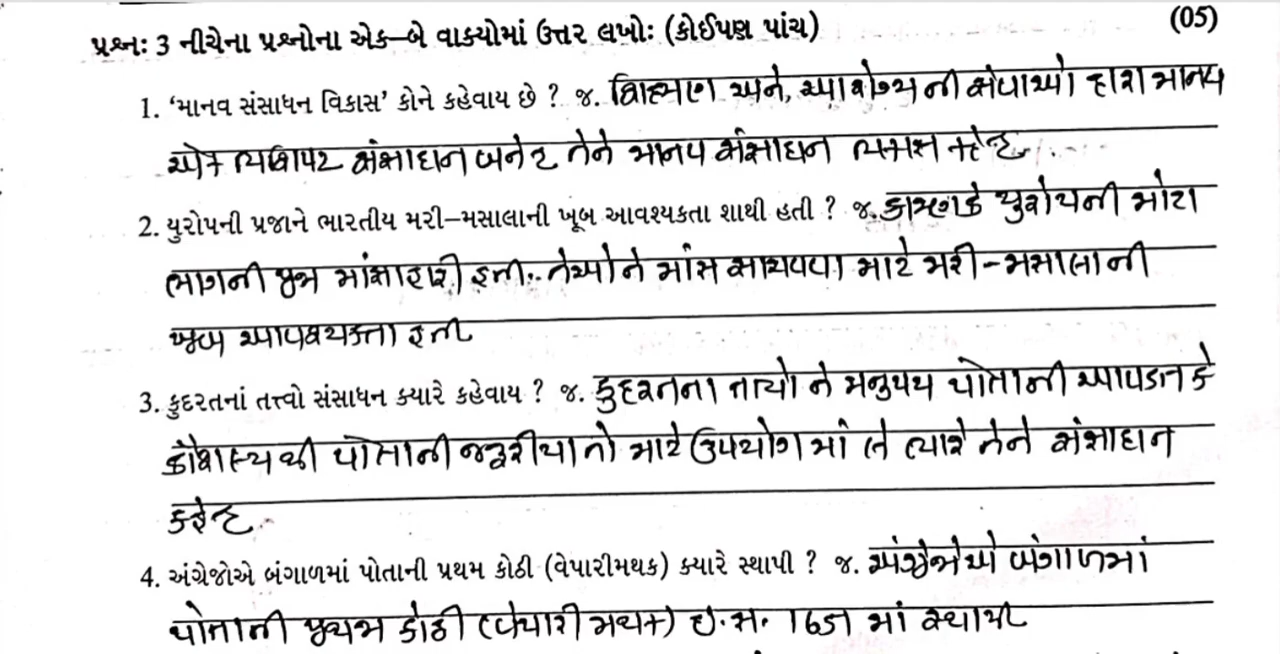 પ્રશ્ન: 3 નીચેના પ્રશ્નોના એક–બે વાક્યોમાં ઉત્તર લખો: (કોઈપણ પાંચ) (05)
1. ‘માનવ સંસાધન વિકાસ’ કોને કહેવાય છે ? જ. શિક્ષણ અને, આરોગ્ય ની સેવાઓ દ્વારા માનવ
એક સંસાધન બને છે તેને માનવ સંસાધન કહે છે
2. યુરોપની પ્રજાને ભારતીય મરી–મસાલાની ખૂબ આવશ્યકતા શાથી હતી ? જ. કારણકે યુરોપની મોટા
ભાગની પ્રજા માંસાહારી હતી. તેઓને માંસ સાચવવા માટે મરી-મસાલાની
ખૂબ આવશ્યકતા હતી
3. કુદરતનાં તત્ત્વો સંસાધન ક્યારે કહેવાય ? જ. કુદરતના તત્વો ને મનુષ્ય પોતાની આવડત કે
કૌશલ્ય થી પોતાની જરૂરીયાતો માટે ઉપયોગ માં લે ત્યારે તેને સંસાધન
કહે છે.
4. અંગ્રેજોએ બંગાળમાં પોતાની પ્રથમ કોઠી (વેપારીમથક) ક્યારે સ્થાપી ? જ. અંગ્રેજોએ બંગાળમાં
પોતાની પ્રથમ કોઠી (વેપારી મથક) ઇ.સ. 1651 માં સ્થાપી